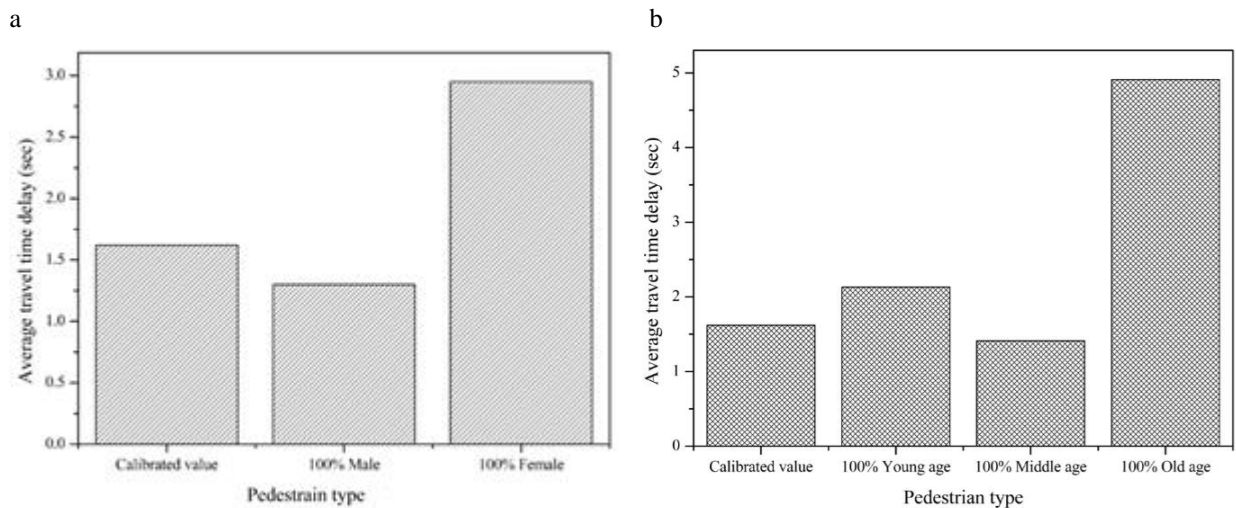 a
Average travel time delay (sec)
3.0
2.5
2.0
1.5
1.0
0.5
0.0
Calibrated value 100% Male 100% Female
Pedestrain type
b
Average travel time delay (sec)
5
4
3
2
1
0
Calibrated value 100% Young age 100% Middle age 100% Old age
Pedestrian type